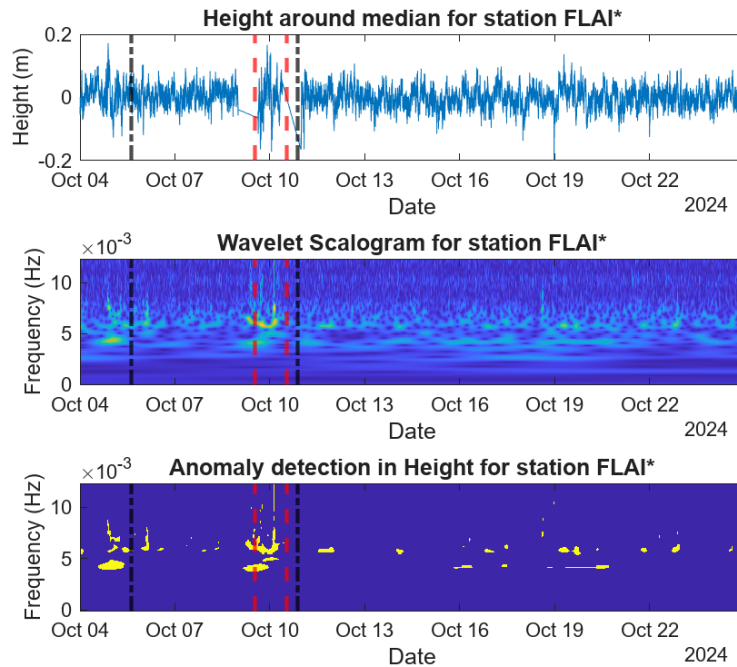 Height around median for station FLAI*
Height (m)
0.2
0
-0.2
Oct 04 Oct 07 Oct 10 Oct 13 Oct 16 Oct 19 Oct 22
Date
2024
Wavelet Scalogram for station FLAI*
×10-3
Frequency (Hz)
10
5
0
Oct 04 Oct 07 Oct 10 Oct 13 Oct 16 Oct 19 Oct 22
Date
2024
Anomaly detection in Height for station FLAI*
×10-3
Frequency (Hz)
10
5
0
Oct 04 Oct 07 Oct 10 Oct 13 Oct 16 Oct 19 Oct 22
Date
2024